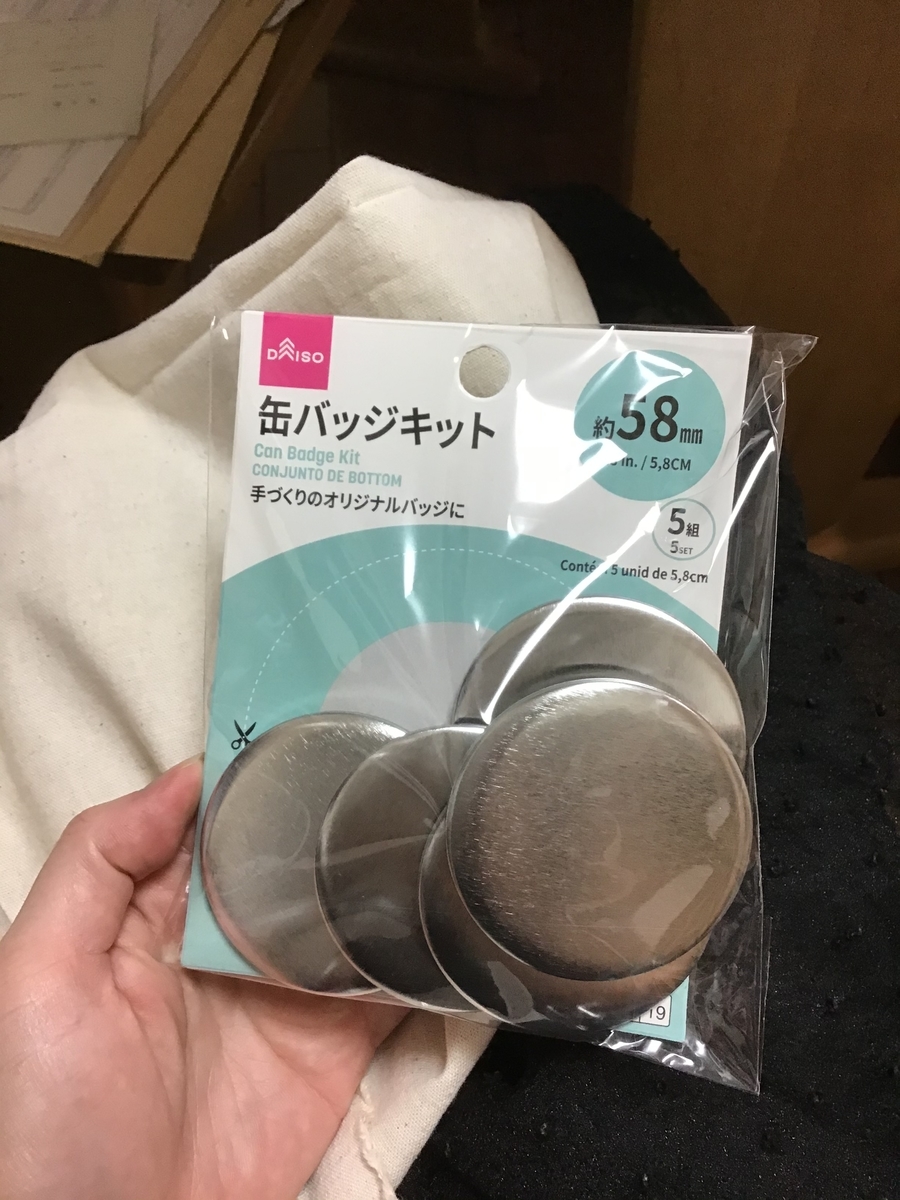 DAISO
缶バッジキット
Can Badge Kit
CONJUNTO DE BOTTOM
手づくりのオリジナルバッジに
約58mm
in. / 5,8CM
5組
5SET
5 unid de 5,8cm
19